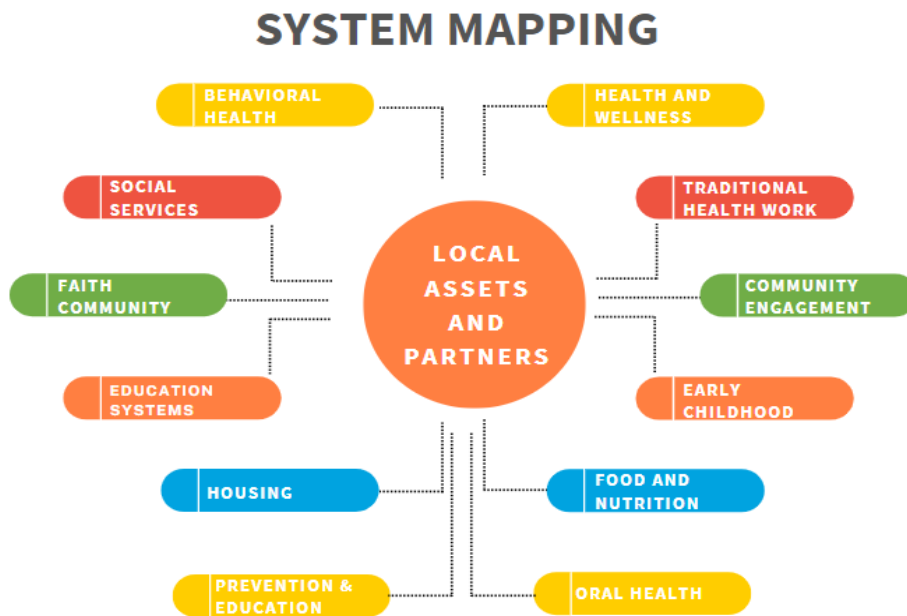 SYSTEM MAPPING
BEHAVIORAL
HEALTH
HEALTH AND
WELLNESS
SOCIAL
SERVICES
TRADITIONAL
HEALTH WORK
LOCAL
ASSETS
AND
PARTNERS
FAITH
COMMUNITY
COMMUNITY
ENGAGEMENT
EDUCATION
SYSTEMS
EARLY
CHILDHOOD
HOUSING
FOOD AND
NUTRITION
PREVENTION &
EDUCATION
ORAL HEALTH